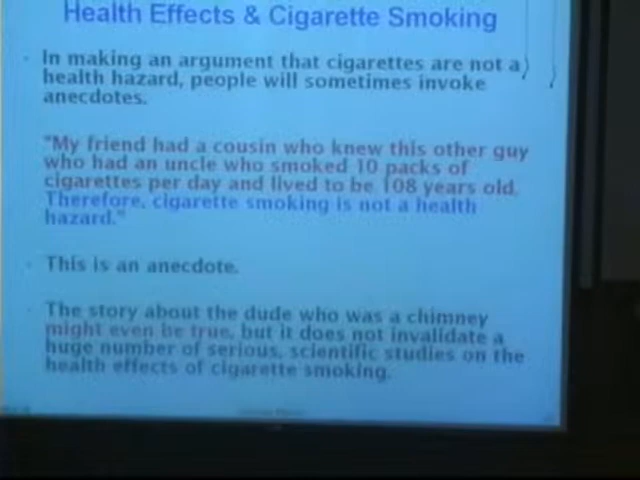 Health Effects & Cigarette Smoking
In making an argument that cigarettes are not a
health hazard, people will sometimes invoke
anecdotes.
"My friend had a cousin who knew this other guy
who had an uncle who smoked 10 packs of
cigarettes per day and lived to be 108 years old.
Therefore, cigarette smoking is not a health
hazard."
This is an anecdote.
The story about the dude who was a chimney
might even be true, but it does not invalidate a
huge number of serious, scientific studies on the
health effects of cigarette smoking.